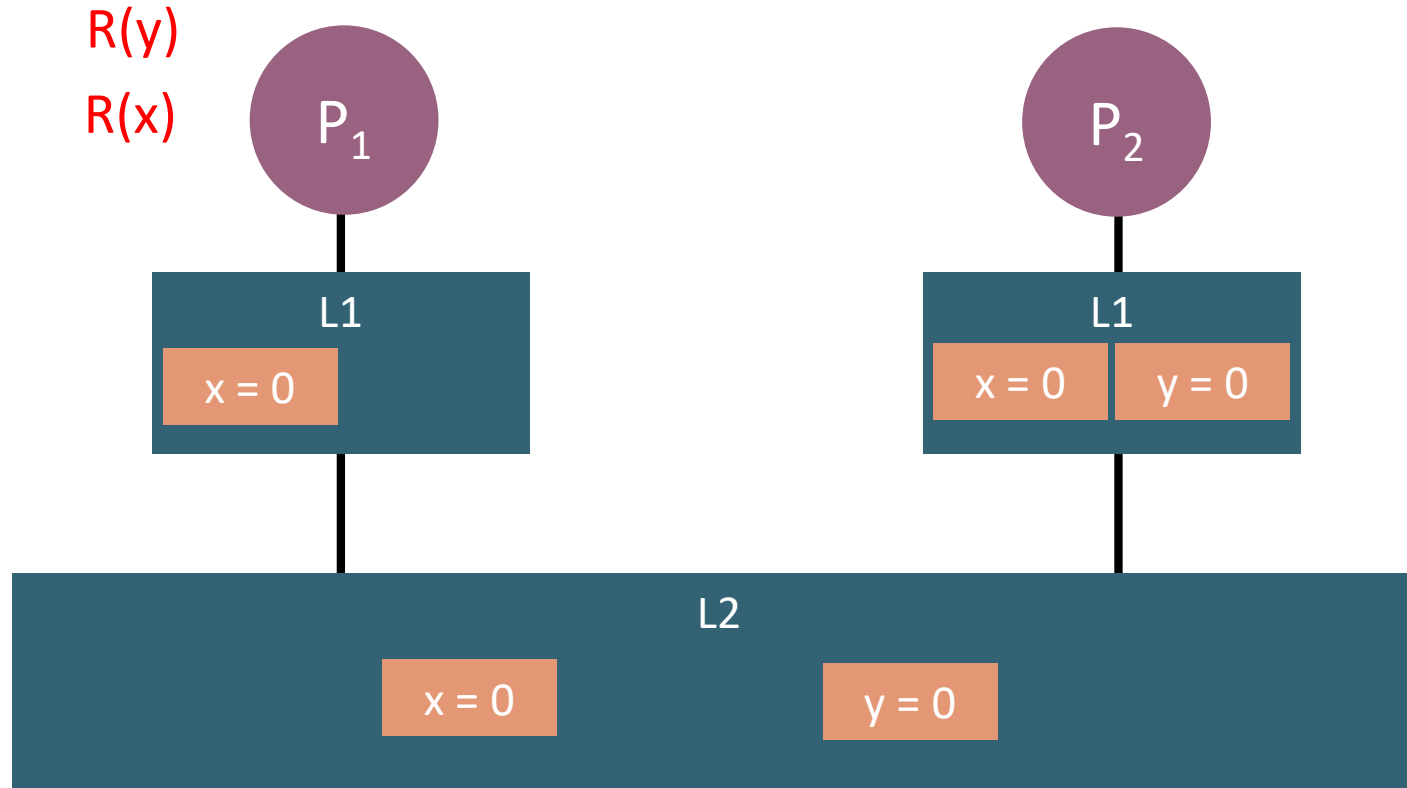 R(y)
R(x)
P₁
P₂
L1
x = 0
L1
x = 0
y = 0
L2
x = 0
y = 0